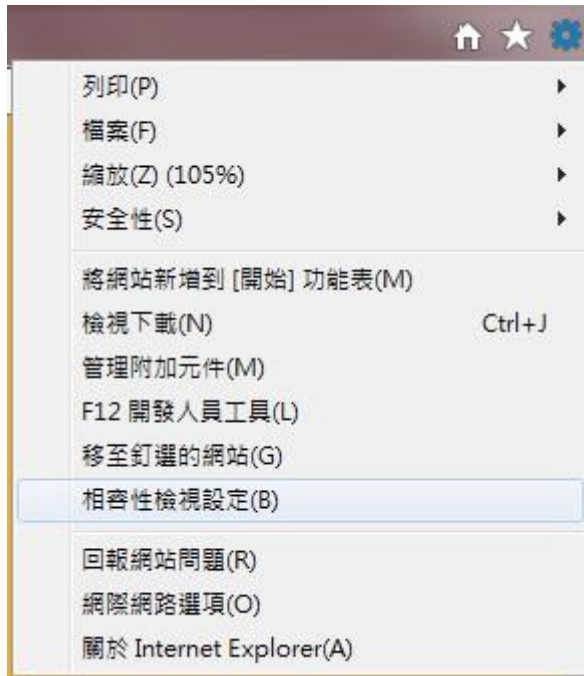 列印(P)
檔案(F)
縮放(Z) (105%)
安全性(S)
將網站新增到 [開始] 功能表(M)
檢視下載(N) Ctrl+J
管理附加元件(M)
F12 開發人員工具(L)
移至釘選的網站(G)
相容性檢視設定(B)
回報網站問題(R)
網際網路選項(O)
關於 Internet Explorer(A)